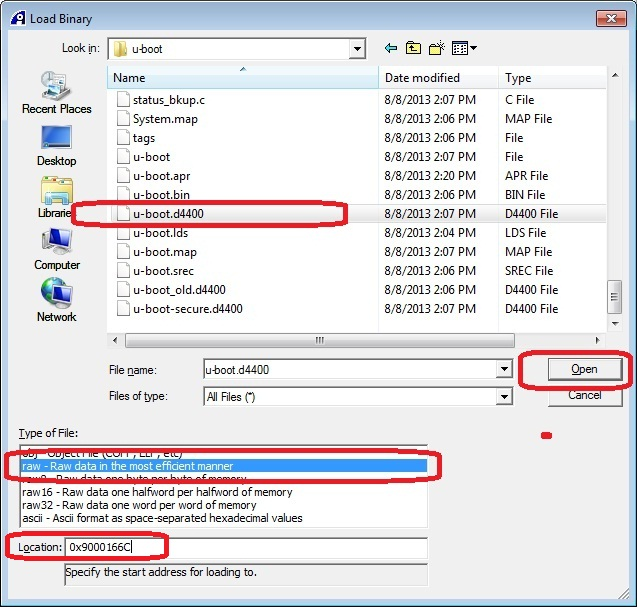 Load Binary
Look in: u-boot
Name Date modified Type
status_bkup.c 8/8/2013 2:07 PM C File
System.map 8/8/2013 2:07 PM MAP File
tags 8/8/2013 2:06 PM File
u-boot 8/8/2013 2:07 PM File
u-boot.apr 8/8/2013 2:20 PM APR File
u-boot.bin 8/8/2013 2:06 PM BIN File
u-boot.d4400 8/8/2013 2:07 PM D4400 File
u-boot.lds 8/8/2013 2:04 PM LDS File
u-boot.map 8/8/2013 2:07 PM MAP File
u-boot.srec 8/8/2013 2:06 PM SREC File
u-boot_old.d4400 8/8/2013 2:07 PM D4400 File
u-boot-secure.d4400 8/8/2013 2:07 PM D4400 File
Recent Places
Desktop
Libraries
Computer
Network
File name: u-boot.d4400 Open
Files of type: All Files (*) Cancel
Type of File:
obj - Object File (COFF, ELF, etc)
raw - Raw data in the most efficient manner
raw8 - Raw data one byte per byte of memory
raw16 - Raw data one halfword per halfword of memory
raw32 - Raw data one word per word of memory
ascii - Ascii format as space-separated hexadecimal values
Location: 0x9000166C
Specify the start address for loading to.